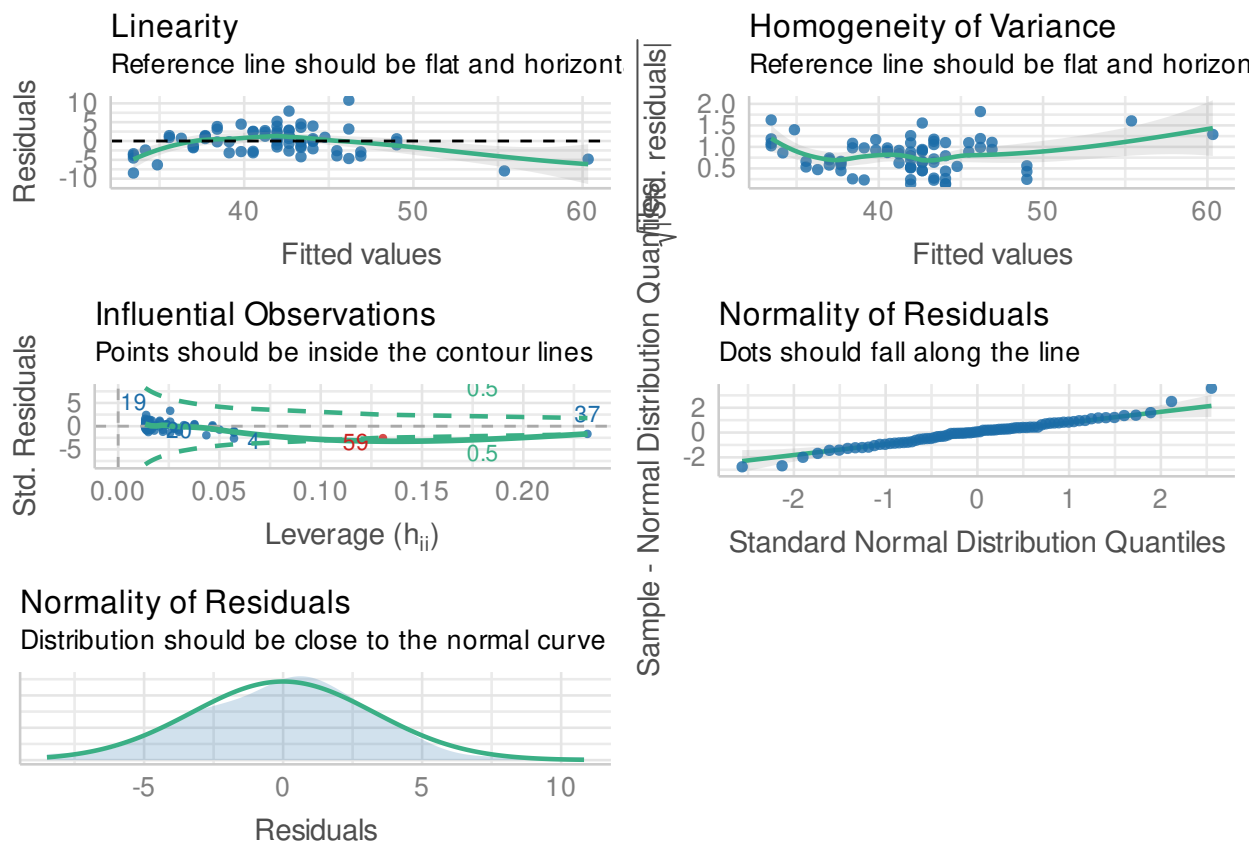 Linearity
Reference line should be flat and horizont
Residuals
10
5
0
-5
-10
40
50
60
Fitted values
Homogeneity of Variance
Reference line should be flat and horizon
√|Std. residuals|
2.0
1.5
1.0
0.5
40
50
60
Fitted values
Influential Observations
Points should be inside the contour lines
Std. Residuals
5
0
-5
19
20
4
59
37
0.5
0.5
0.00
0.05
0.10
0.15
0.20
Leverage (hii)
Normality of Residuals
Dots should fall along the line
Sample - Normal Distribution Quantiles
2
0
-2
-2
-1
0
1
2
Standard Normal Distribution Quantiles
Normality of Residuals
Distribution should be close to the normal curve
-5
0
5
10
Residuals